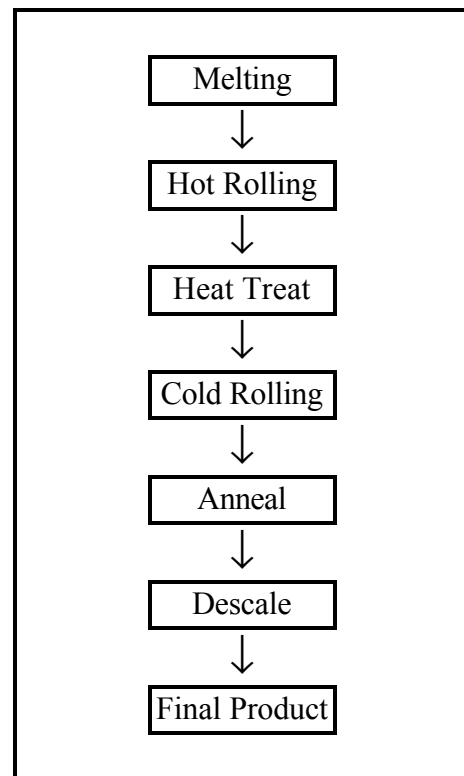 Melting
Hot Rolling
Heat Treat
Cold Rolling
Anneal
Descale
Final Product